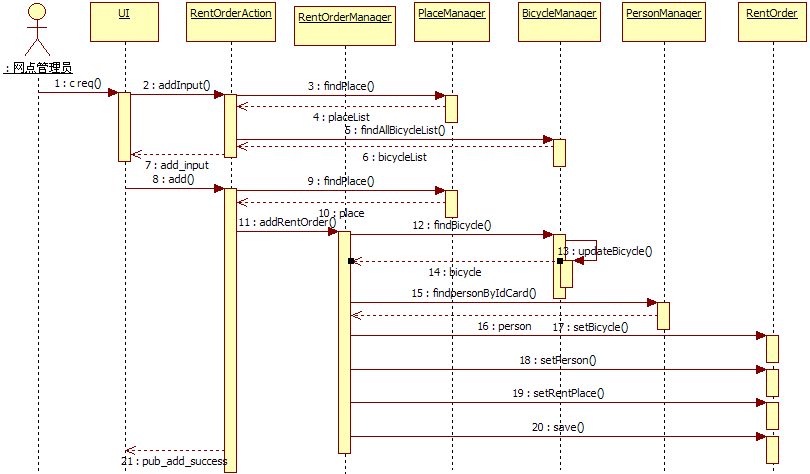 UI
RentOrderAction
RentOrderManager
PlaceManager
BicycleManager
PersonManager
RentOrder
: 网点管理员
1 : c req()
2 : addInput()
3 : findPlace()
4 : placeList
5 : findAllBicycleList()
6 : bicycleList
7 : add_input
8 : add()
9 : findPlace()
10 : place
11 : addRentOrder()
12 : findBicycle()
13 : updateBicycle()
14 : bicycle
15 : findpersonByIdCard()
16 : person
17 : setBicycle()
18 : setPerson()
19 : setRentPlace()
20 : save()
21 : pub_add_success